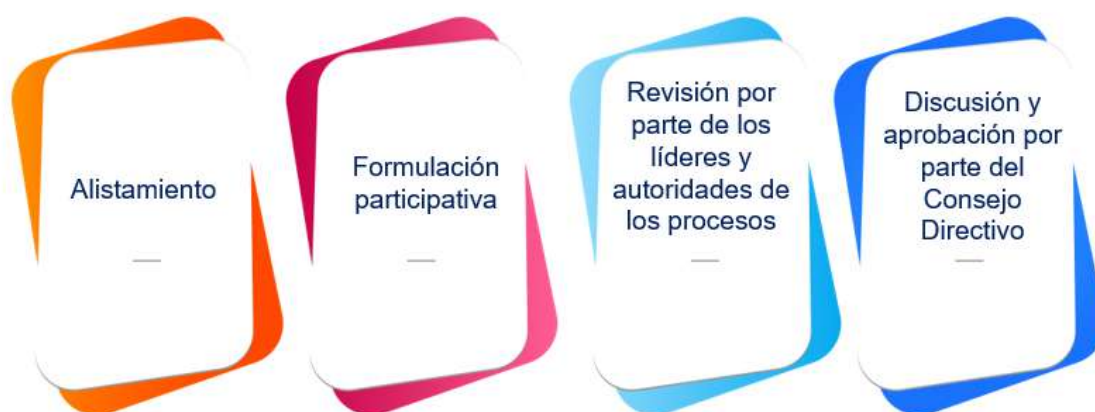 Alistamiento
Formulación
participativa
Revisión por
parte de los
líderes y
autoridades de
los procesos
Discusión y
aprobación por
parte del
Consejo
Directivo